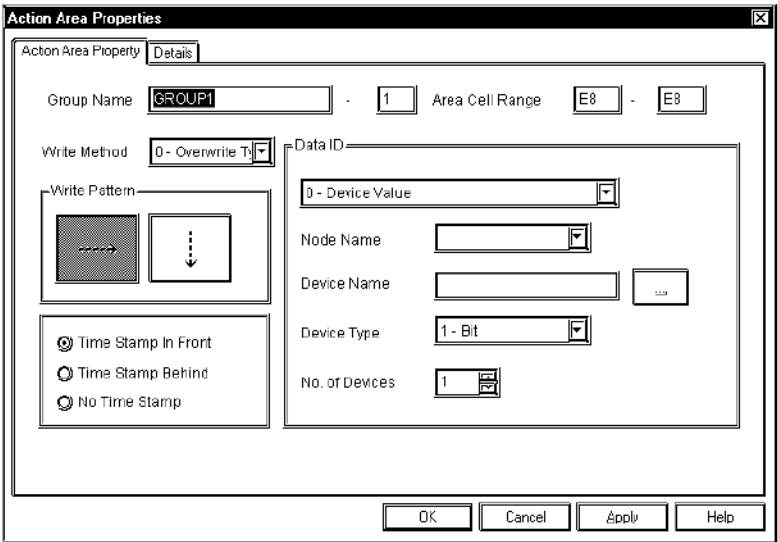 Action Area Properties
Action Area Property Details
Group Name GROUP1 - 1 Area Cell Range E8 - E8
Write Method 0 - Overwrite Ty
Data ID
0 - Device Value
Write Pattern
Node Name
Device Name ...
Device Type 1 - Bit
No. of Devices 1
Time Stamp In Front
Time Stamp Behind
No Time Stamp
OK Cancel Apply Help